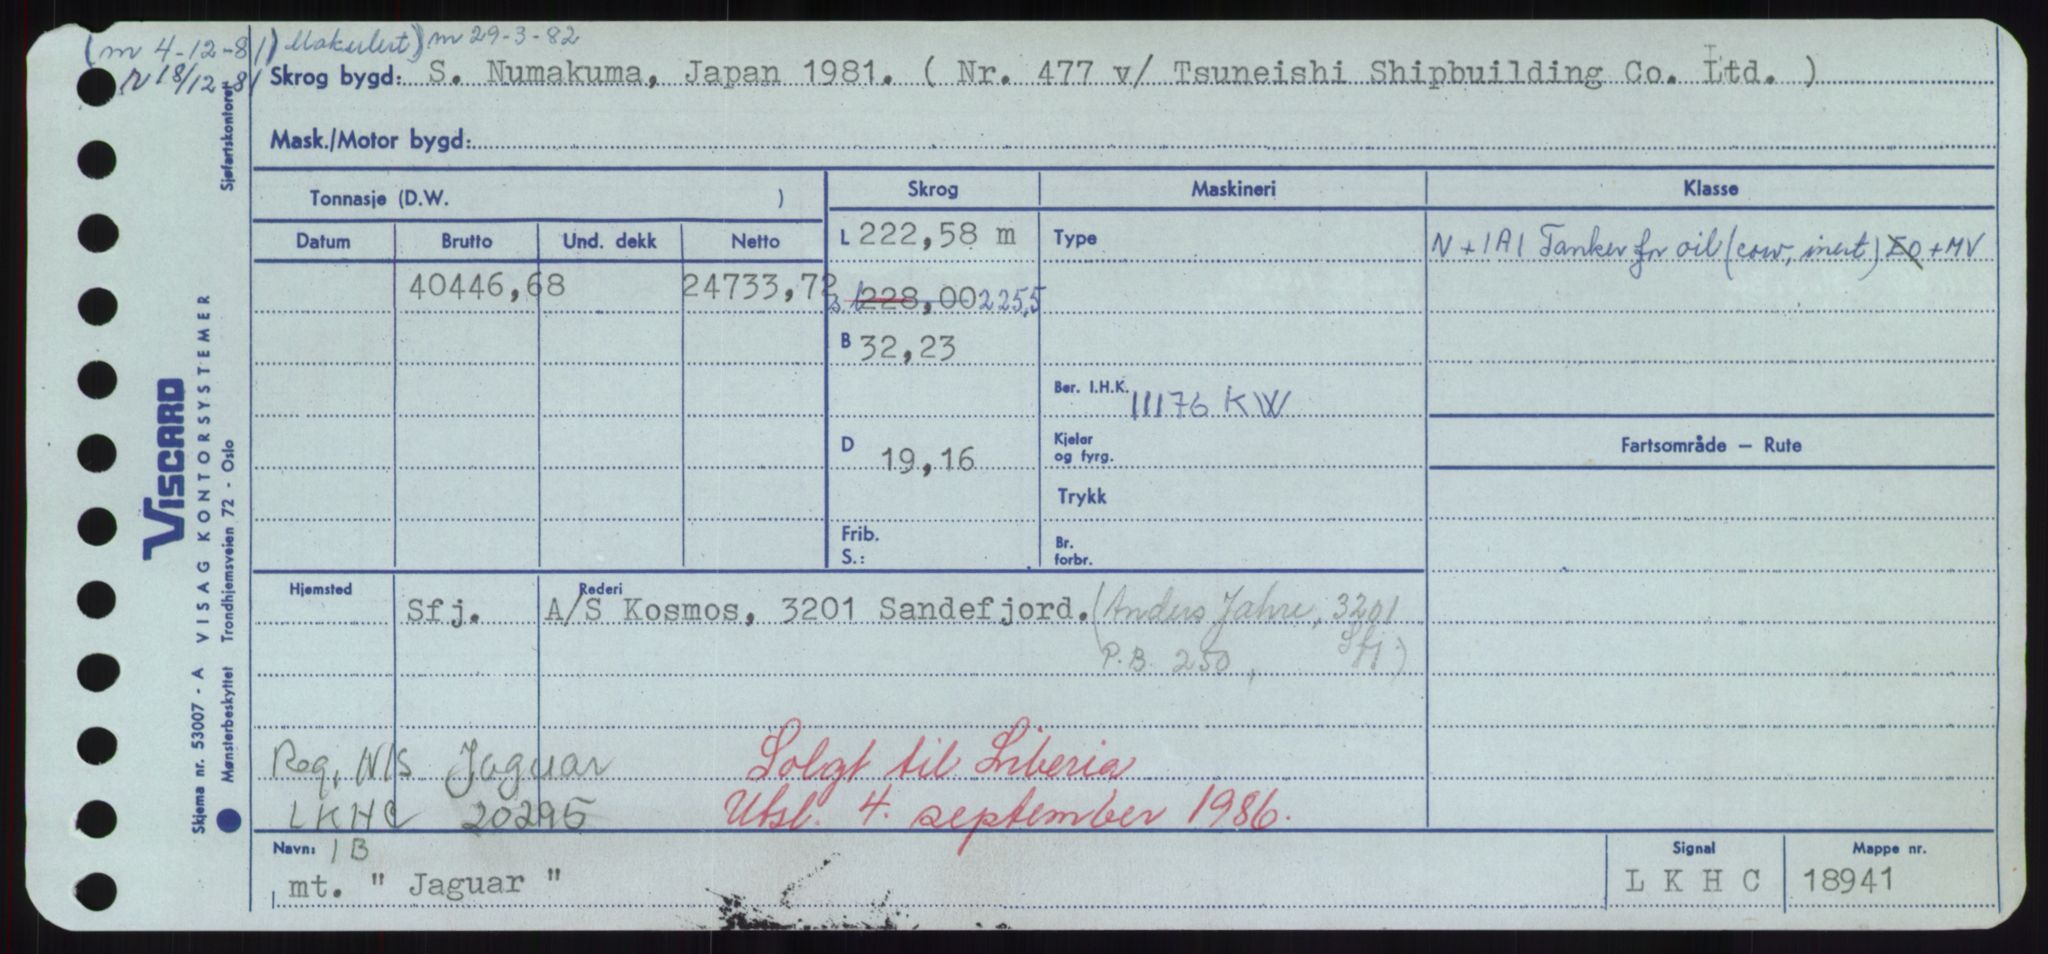 (m 4-12-81) Makulert) m 29-3-82
N 18/12-81
Skrog bygd: S. Numakuma, Japan 1981. ( Nr. 477 v/ Tsuneishi Shipbuilding Co. Ltd. )
Mask./Motor bygd:
Tonnasje (D.W. )
Skrog
Maskineri
Klasse
Datum
Brutto
Und. dekk
Netto
L 222,58 m
Type
N + 1A1 Tanker for oil (cow, inert) EO + MV
40446,68
24733,72
228,00 225,5
B 32,23
Ber. I.H.K. 11176 KW
D 19,16
Kjeler
og fyrg.
Fartsområde — Rute
Trykk
Frib.
S.:
Br.
forbr.
Hjemsted
Rederi
Sfj. A/S Kosmos, 3201 Sandefjord. (Anders Jahre, 3201
P.B. 250, Sfj.)
Reg. N/S Jaguar
Solgt til Liberia
LKHC 20295
Utsl. 4. september 1986.
Navn: 1B
mt. " Jaguar "
Signal
L K H C
Mappe nr.
18941
Sjøfartskontoret
VISCARD
Skjema nr. 53007 - A VISAG KONTORSYSTEMER
Mønsterbeskyttet Trondhjemsveien 72 - Oslo